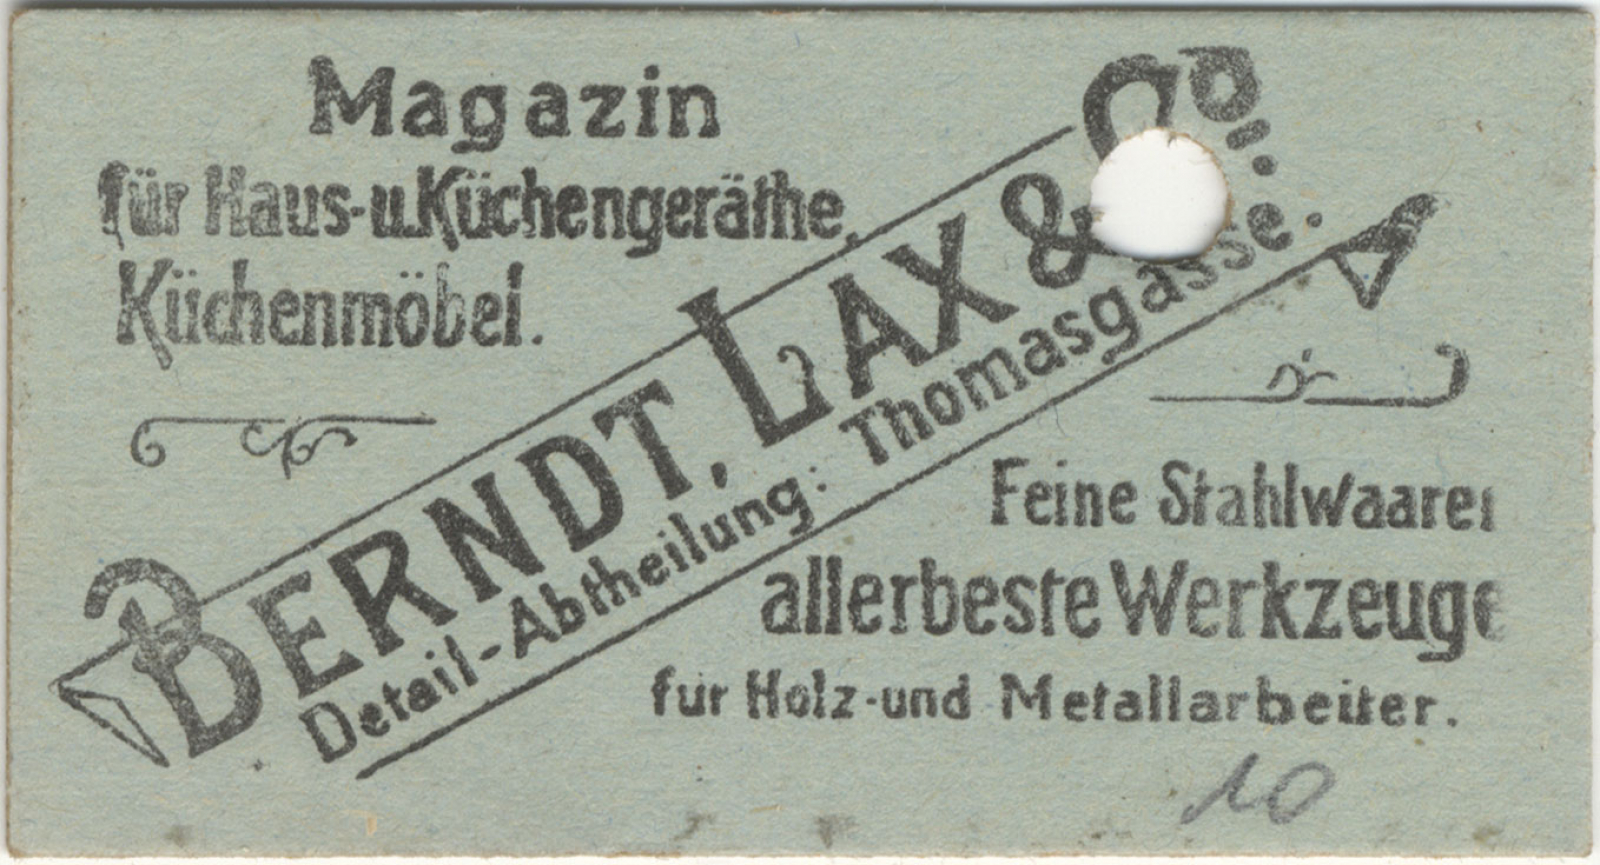 Magazin
für Haus-u.Küchengeräthe,
Küchenmöbel.
BERNDT, LAX & Co.
Detail-Abtheilung: Thomasgasse.
Feine Stahlwaaren
allerbeste Werkzeuge
für Holz-und Metallarbeiter.
10